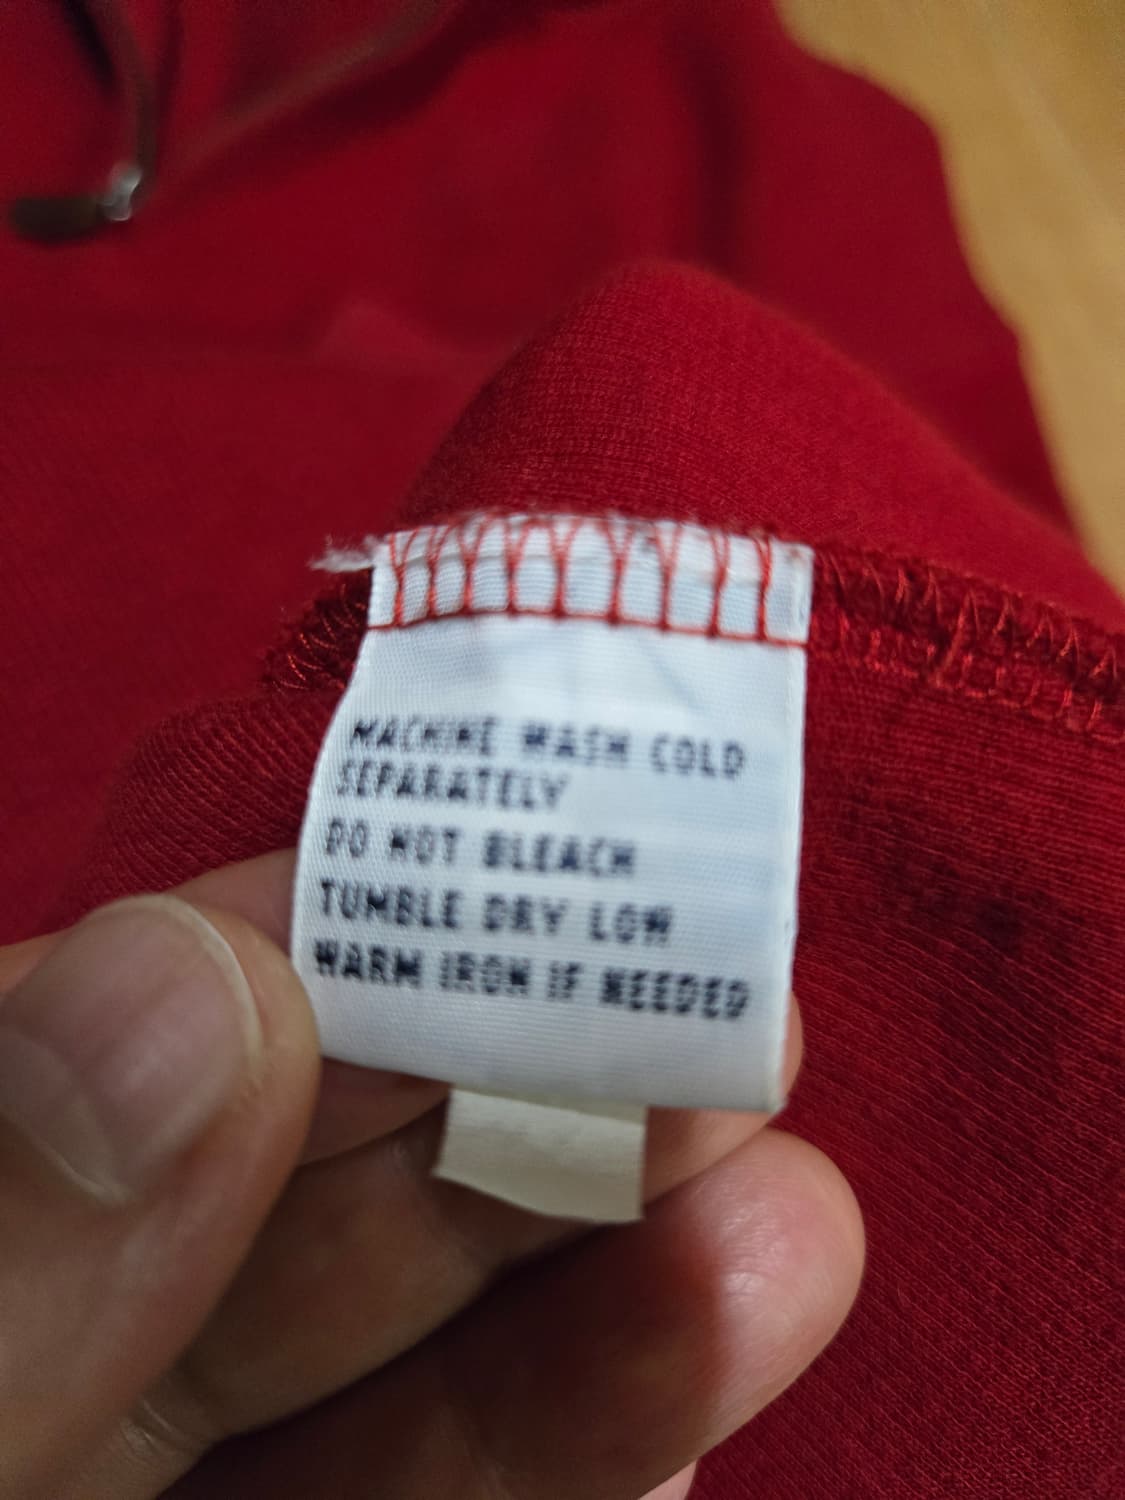 MACHINE WASH COLD
SEPARATELY
DO NOT BLEACH
TUMBLE DRY LOW
WARM IRON IF NEEDED